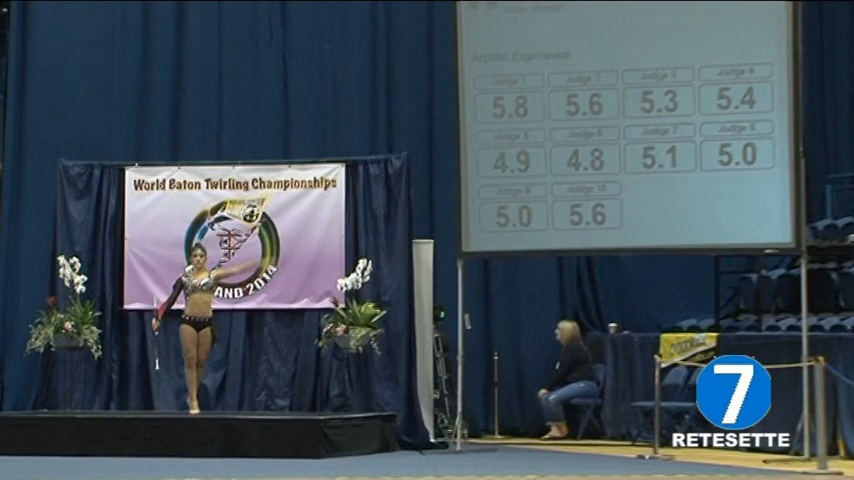 Artistic Expression
Judge 1 Judge 2 Judge 3 Judge 4
5.8 5.6 5.3 5.4
Judge 5 Judge 6 Judge 7 Judge 8
4.9 4.8 5.1 5.0
Judge 9 Judge 10
5.0 5.6
World Baton Twirling Championships
AND 2014
7
RETESETTE